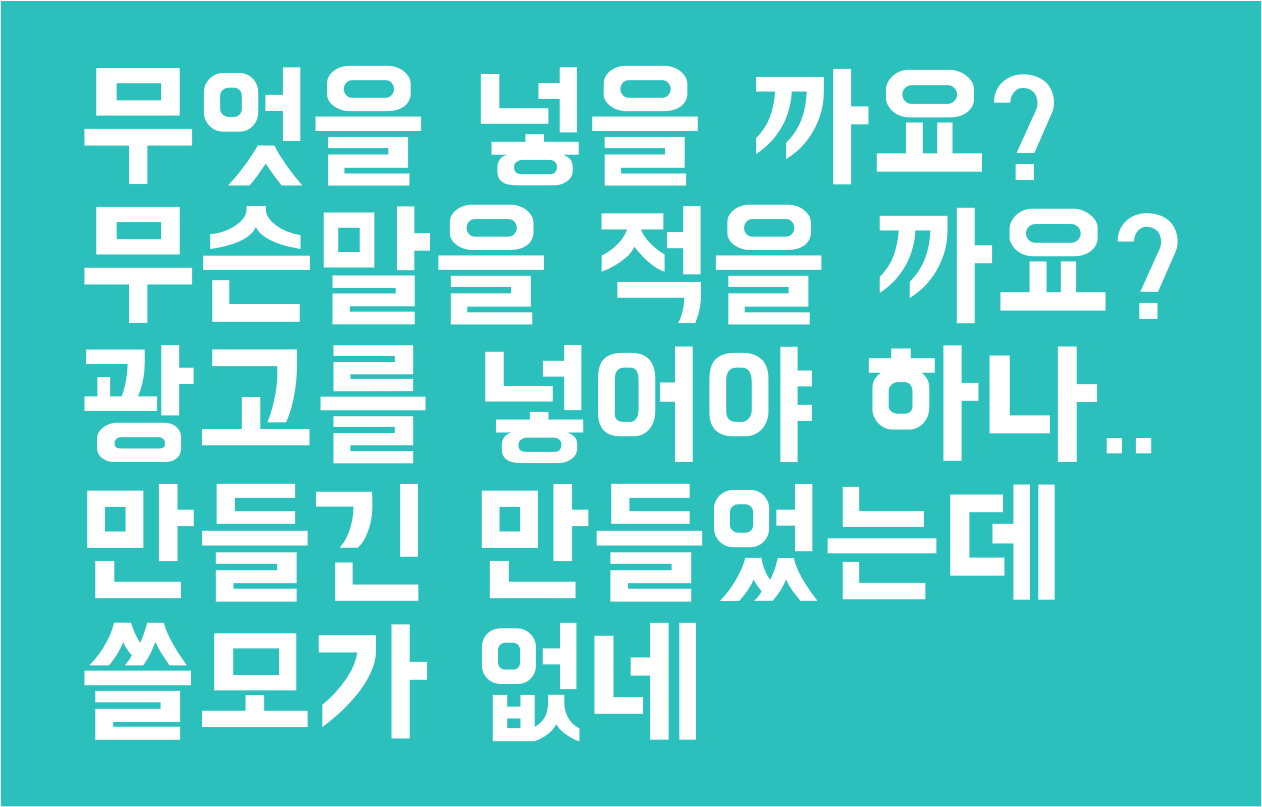 무엇을 넣을 까요?
무슨말을 적을 까요?
광고를 넣어야 하나..
만들긴 만들었는데
쓸모가 없네